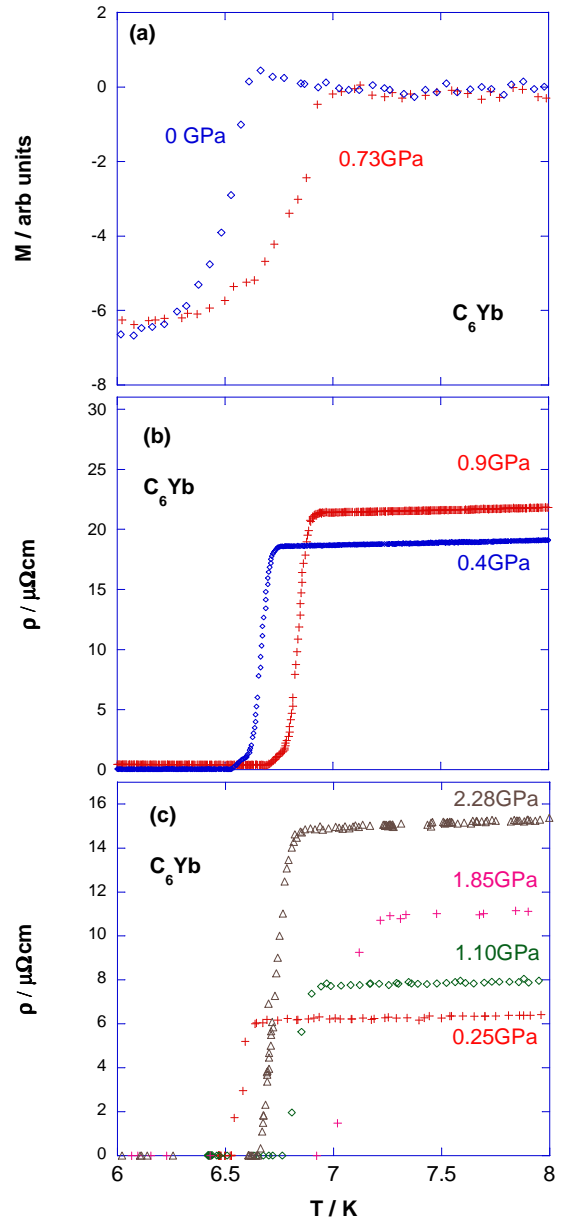 (a)
2
0
-2
-4
-6
-8
M / arb units
0 GPa
0.73GPa
C₆Yb
(b)
30
25
20
15
10
5
0
ρ / μΩcm
C₆Yb
0.9GPa
0.4GPa
(c)
16
14
12
10
8
6
4
2
0
ρ / μΩcm
C₆Yb
2.28GPa
1.85GPa
1.10GPa
0.25GPa
6 6.5 7 7.5 8
T / K